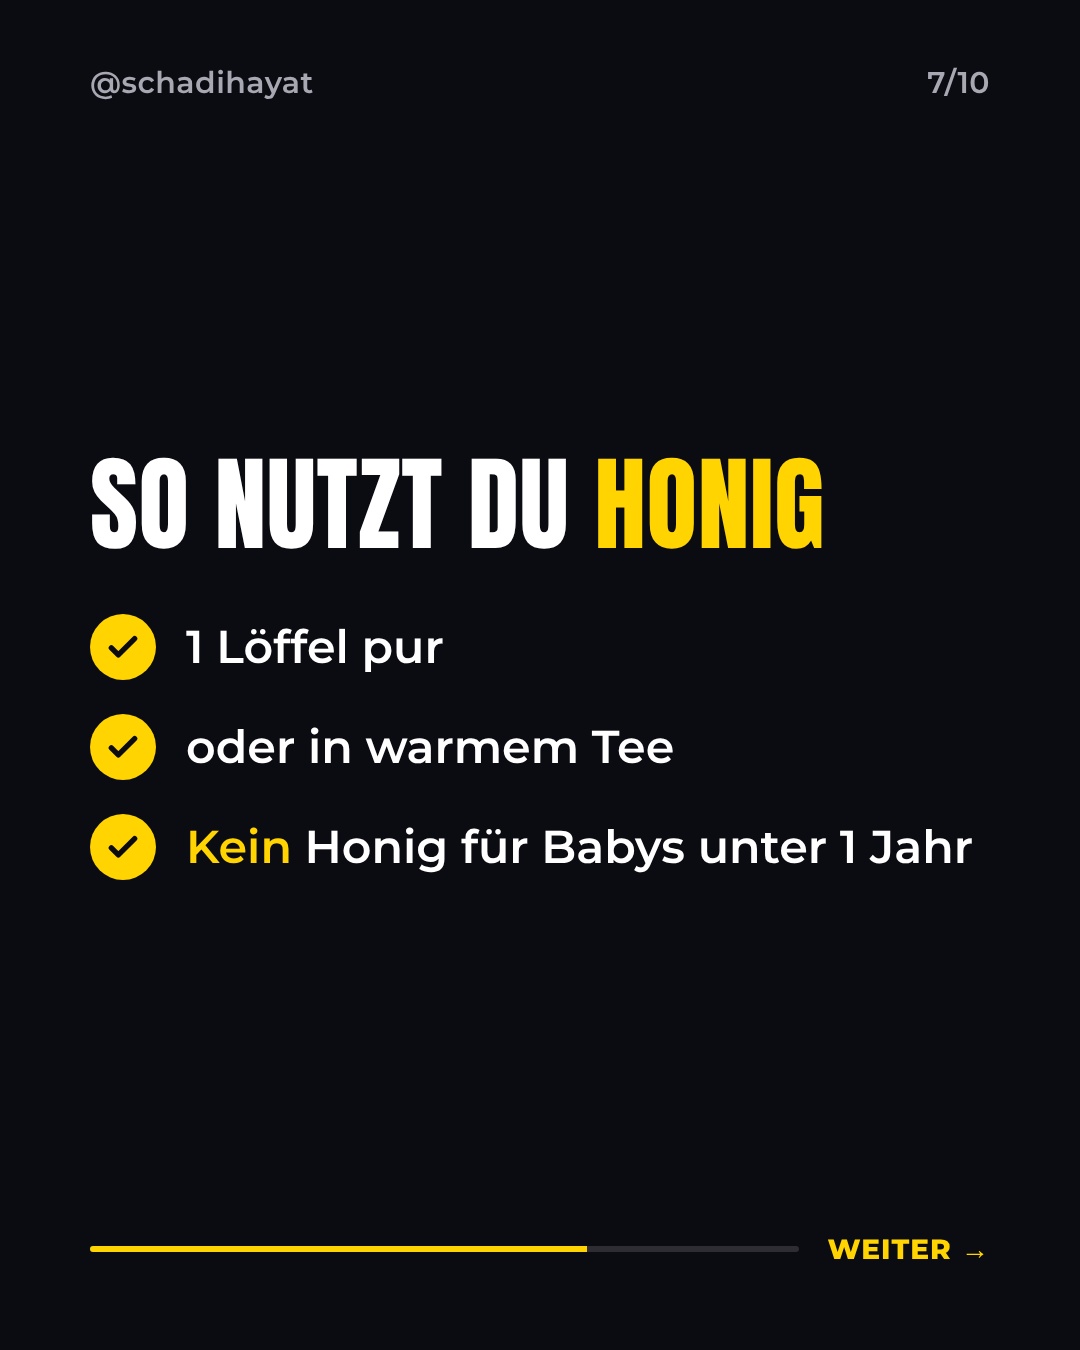 @schadihayat
7/10
SO NUTZT DU HONIG
1 Löffel pur
oder in warmem Tee
Kein Honig für Babys unter 1 Jahr
WEITER →